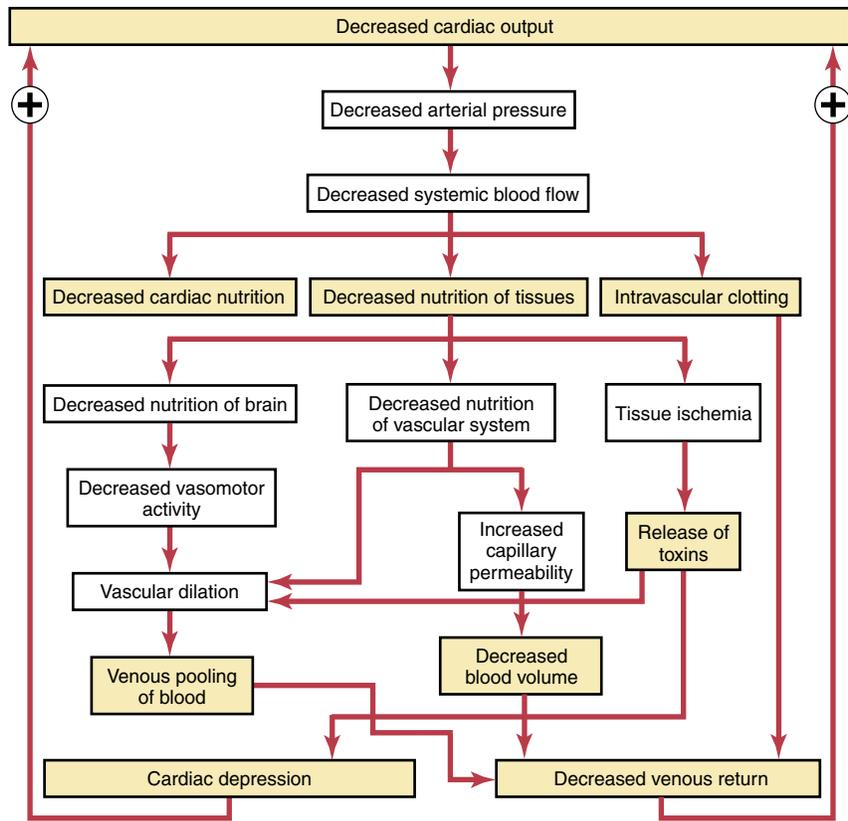 Decreased cardiac output
+
+
Decreased arterial pressure
Decreased systemic blood flow
Decreased cardiac nutrition
Decreased nutrition of tissues
Intravascular clotting
Decreased nutrition of brain
Decreased nutrition
of vascular system
Tissue ischemia
Decreased vasomotor
activity
Increased
capillary
permeability
Release of
toxins
Vascular dilation
Venous pooling
of blood
Decreased
blood volume
Cardiac depression
Decreased venous return